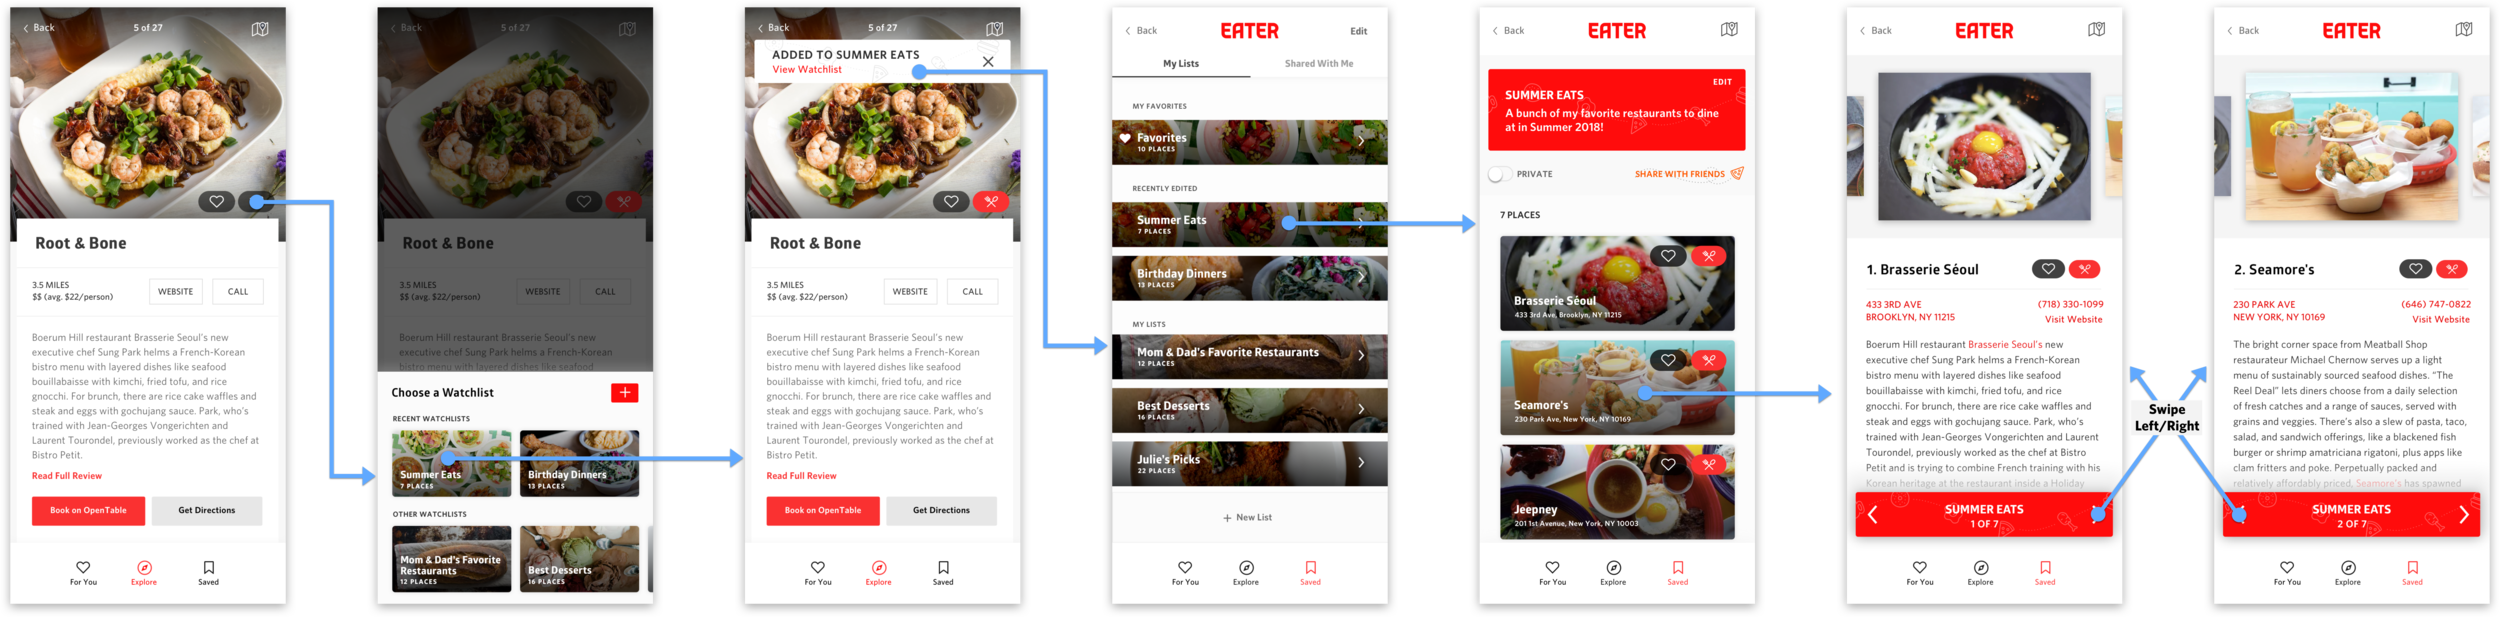 Back
5 of 27
Root & Bone
3.5 MILES
$$ (avg. $22/person)
WEBSITE
CALL
Boerum Hill restaurant Brasserie Seoul's new
executive chef Sung Park helms a French-Korean
bistro menu with layered dishes like seafood
bouillabaisse with kimchi, fried tofu, and rice
gnocchi. For brunch, there are rice cake waffles and
steak and eggs with gochujang sauce. Park, who's
trained with Jean-Georges Vongerichten and
Laurent Tourondel, previously worked as the chef at
Bistro Petit.
Read Full Review
Book on OpenTable
Get Directions
For You
Explore
Saved
Back
5 of 27
Root & Bone
3.5 MILES
$$ (avg. $22/person)
WEBSITE
CALL
Boerum Hill restaurant Brasserie Seoul's new
executive chef Sung Park helms a French-Korean
bistro menu with layered dishes like seafood
Choose a Watchlist
RECENT WATCHLISTS
Summer Eats
7 PLACES
Birthday Dinners
13 PLACES
OTHER WATCHLISTS
Mom & Dad's Favorite
Restaurants
12 PLACES
Best Desserts
16 PLACES
Back
5 of 27
ADDED TO SUMMER EATS
View Watchlist
Root & Bone
3.5 MILES
$$ (avg. $22/person)
WEBSITE
CALL
Boerum Hill restaurant Brasserie Seoul's new
executive chef Sung Park helms a French-Korean
bistro menu with layered dishes like seafood
bouillabaisse with kimchi, fried tofu, and rice
gnocchi. For brunch, there are rice cake waffles and
steak and eggs with gochujang sauce. Park, who's
trained with Jean-Georges Vongerichten and
Laurent Tourondel, previously worked as the chef at
Bistro Petit.
Read Full Review
Book on OpenTable
Get Directions
For You
Explore
Saved
Back
EATER
Edit
My Lists
Shared With Me
MY FAVORITES
Favorites
10 PLACES
RECENTLY EDITED
Summer Eats
7 PLACES
Birthday Dinners
13 PLACES
MY LISTS
Mom & Dad's Favorite Restaurants
12 PLACES
Best Desserts
16 PLACES
Julie's Picks
22 PLACES
+ New List
For You
Explore
Saved
Back
EATER
EDIT
SUMMER EATS
A bunch of my favorite restaurants to dine
at in Summer 2018!
PRIVATE
SHARE WITH FRIENDS
7 PLACES
Brasserie Séoul
433 3rd Ave, Brooklyn, NY 11215
Seamore's
230 Park Ave, New York, NY 10169
Jeepney
201 1st Avenue, New York, NY 10003
For You
Explore
Saved
Back
EATER
1. Brasserie Séoul
433 3RD AVE
BROOKLYN, NY 11215
(718) 330-1099
Visit Website
Boerum Hill restaurant Brasserie Seoul's new
executive chef Sung Park helms a French-Korean
bistro menu with layered dishes like seafood
bouillabaisse with kimchi, fried tofu, and rice
gnocchi. For brunch, there are rice cake waffles and
steak and eggs with gochujang sauce. Park, who's
trained with Jean-Georges Vongerichten and Laurent
Tourondel, previously worked as the chef at Bistro
Petit and is trying to combine French training with his
Korean heritage at the restaurant inside a Holiday
SUMMER EATS
1 OF 7
For You
Explore
Saved
Swipe
Left/Right
Back
EATER
2. Seamore's
230 PARK AVE
NEW YORK, NY 10169
(646) 747-0822
Visit Website
The bright corner space from Meatball Shop
restaurateur Michael Chernow serves up a light
menu of sustainably sourced seafood dishes. "The
Reel Deal" lets diners choose from a daily selection
of fresh catches and a range of sauces, served with
grains and veggies. There's also a slew of pasta, taco,
salad, and sandwich offerings, like a blackened fish
burger or shrimp amatriciana rigatoni, plus apps like
clam fritters and poke. Perpetually packed and
relatively affordably priced, Seamore's has spawned
SUMMER EATS
2 OF 7
For You
Explore
Saved